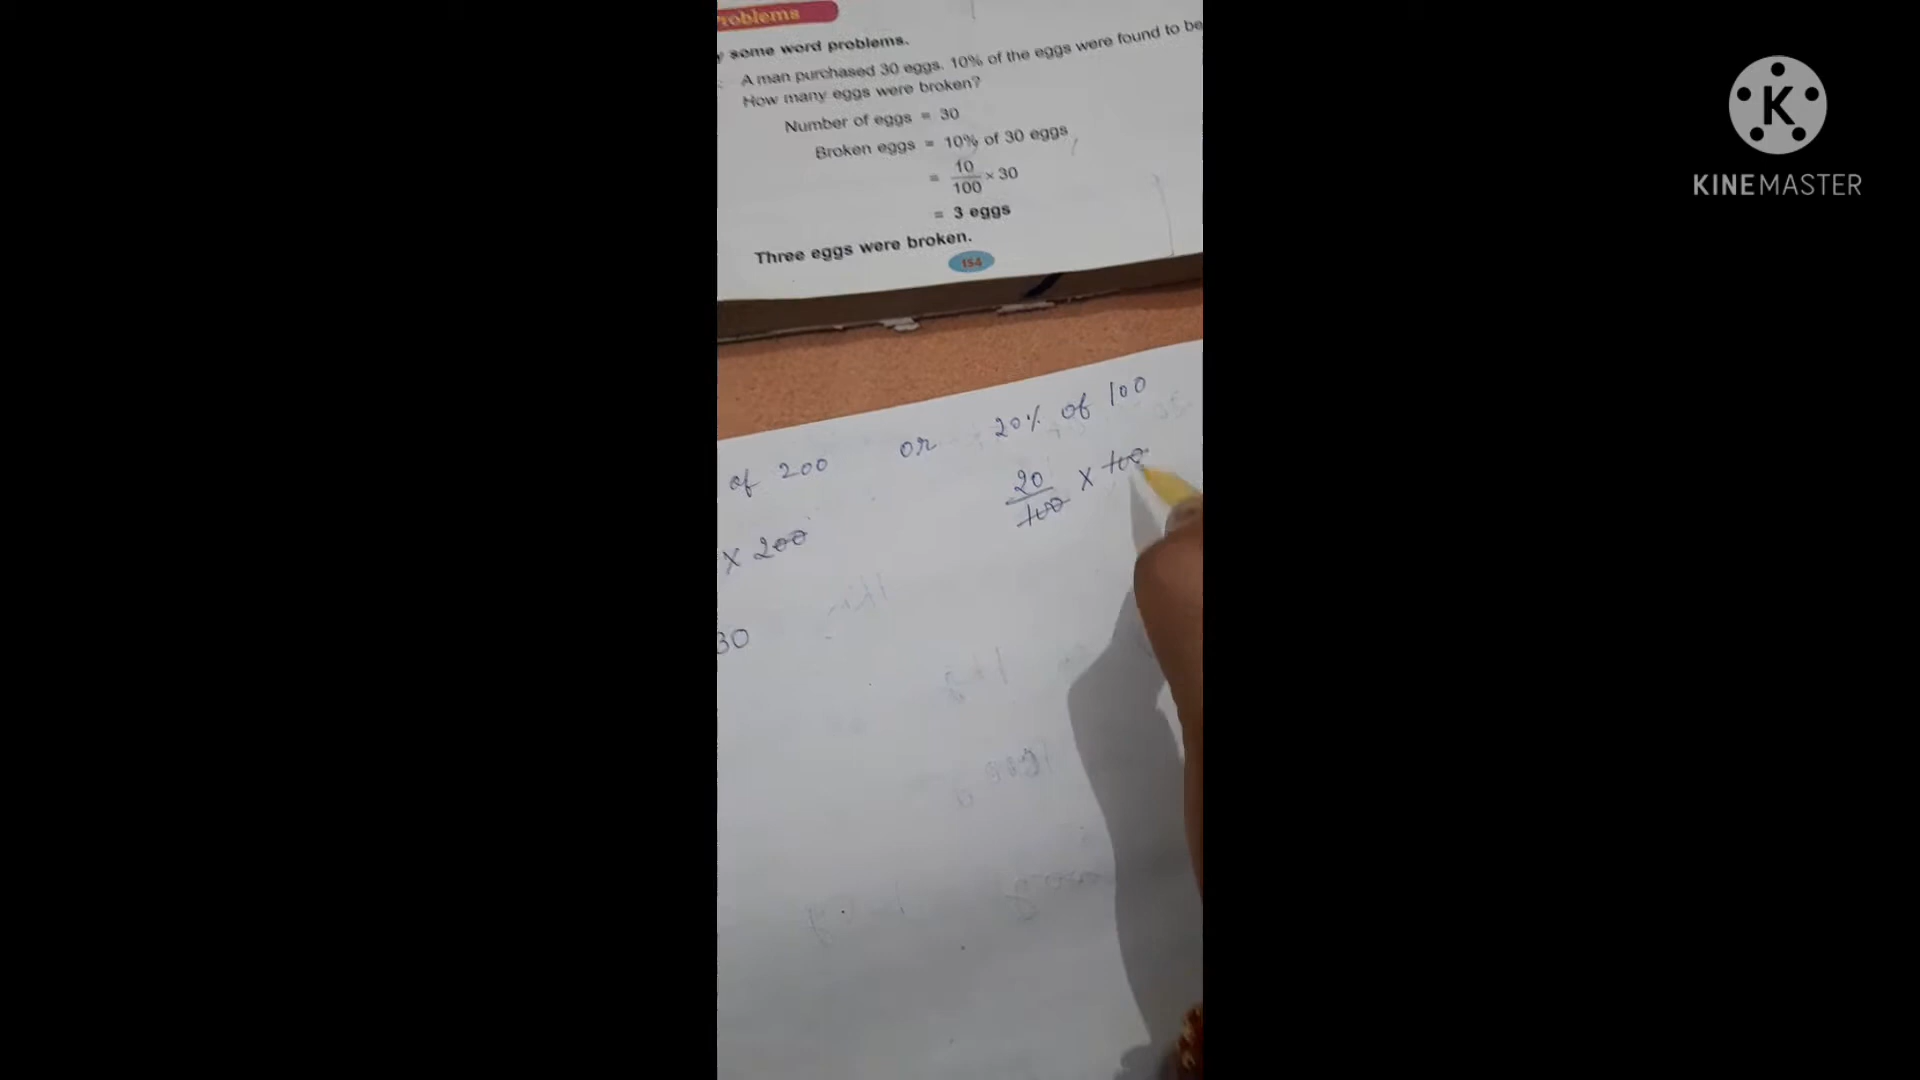 roblems
y some word problems.
A man purchased 30 eggs. 10% of the eggs were found to be
How many eggs were broken?
Number of eggs = 30
Broken eggs = 10% of 30 eggs
= 10/100 × 30
= 3 eggs
Three eggs were broken.
154
of 200 or 20% of 100
x 200
20/100 x 100
30
K
KINEMASTER